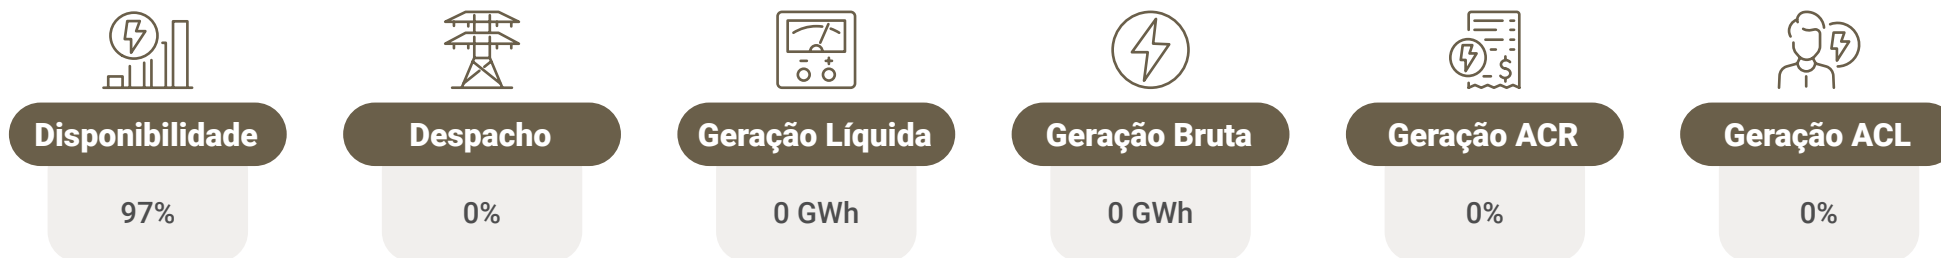 Disponibilidade
97%
Despacho
0%
Geração Líquida
0 GWh
Geração Bruta
0 GWh
Geração ACR
0%
Geração ACL
0%